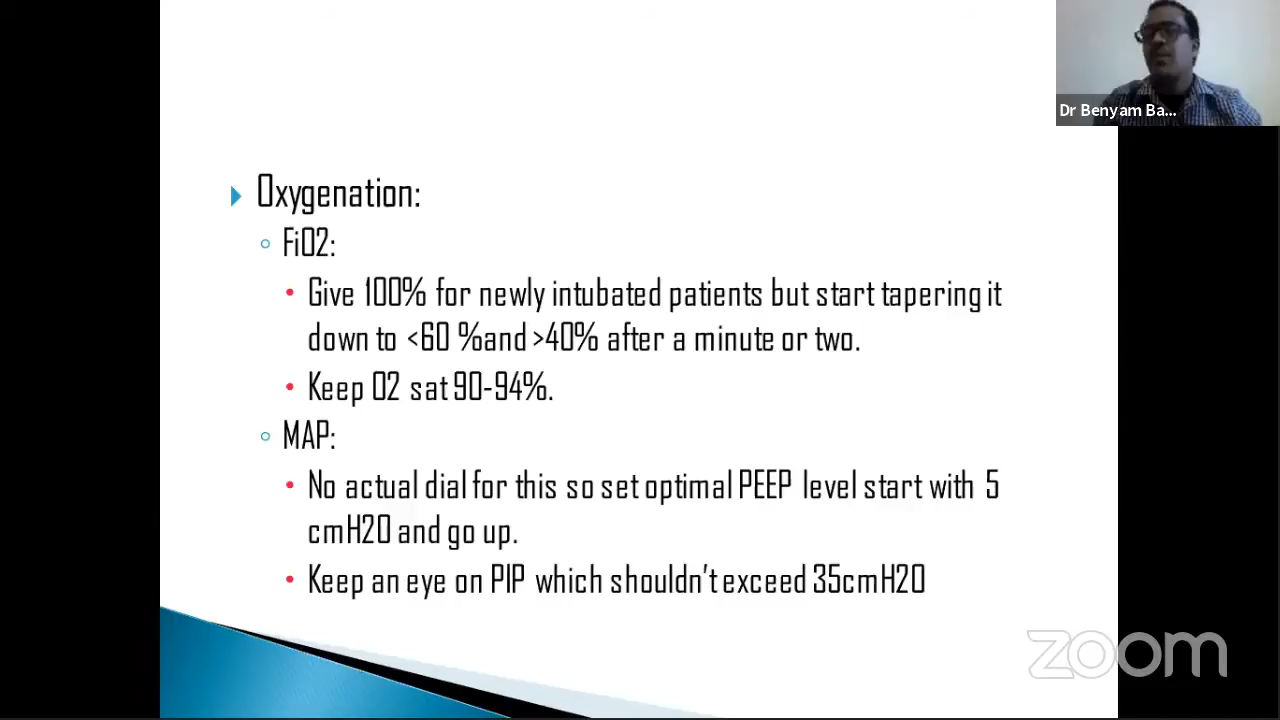 Dr Benyam Ba...
Oxygenation:
FiO2:
Give 100% for newly intubated patients but start tapering it
down to <60 %and >40% after a minute or two.
Keep O2 sat 90-94%.
MAP:
No actual dial for this so set optimal PEEP level start with 5
cmH2O and go up.
Keep an eye on PIP which shouldn't exceed 35cmH2O
zoom